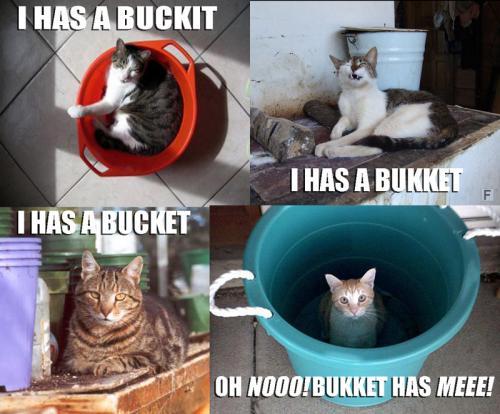 I HAS A BUCKIT
I HAS A BUKKET
F
I HAS A BUCKET
OH NOOO! BUKKET HAS MEEE!